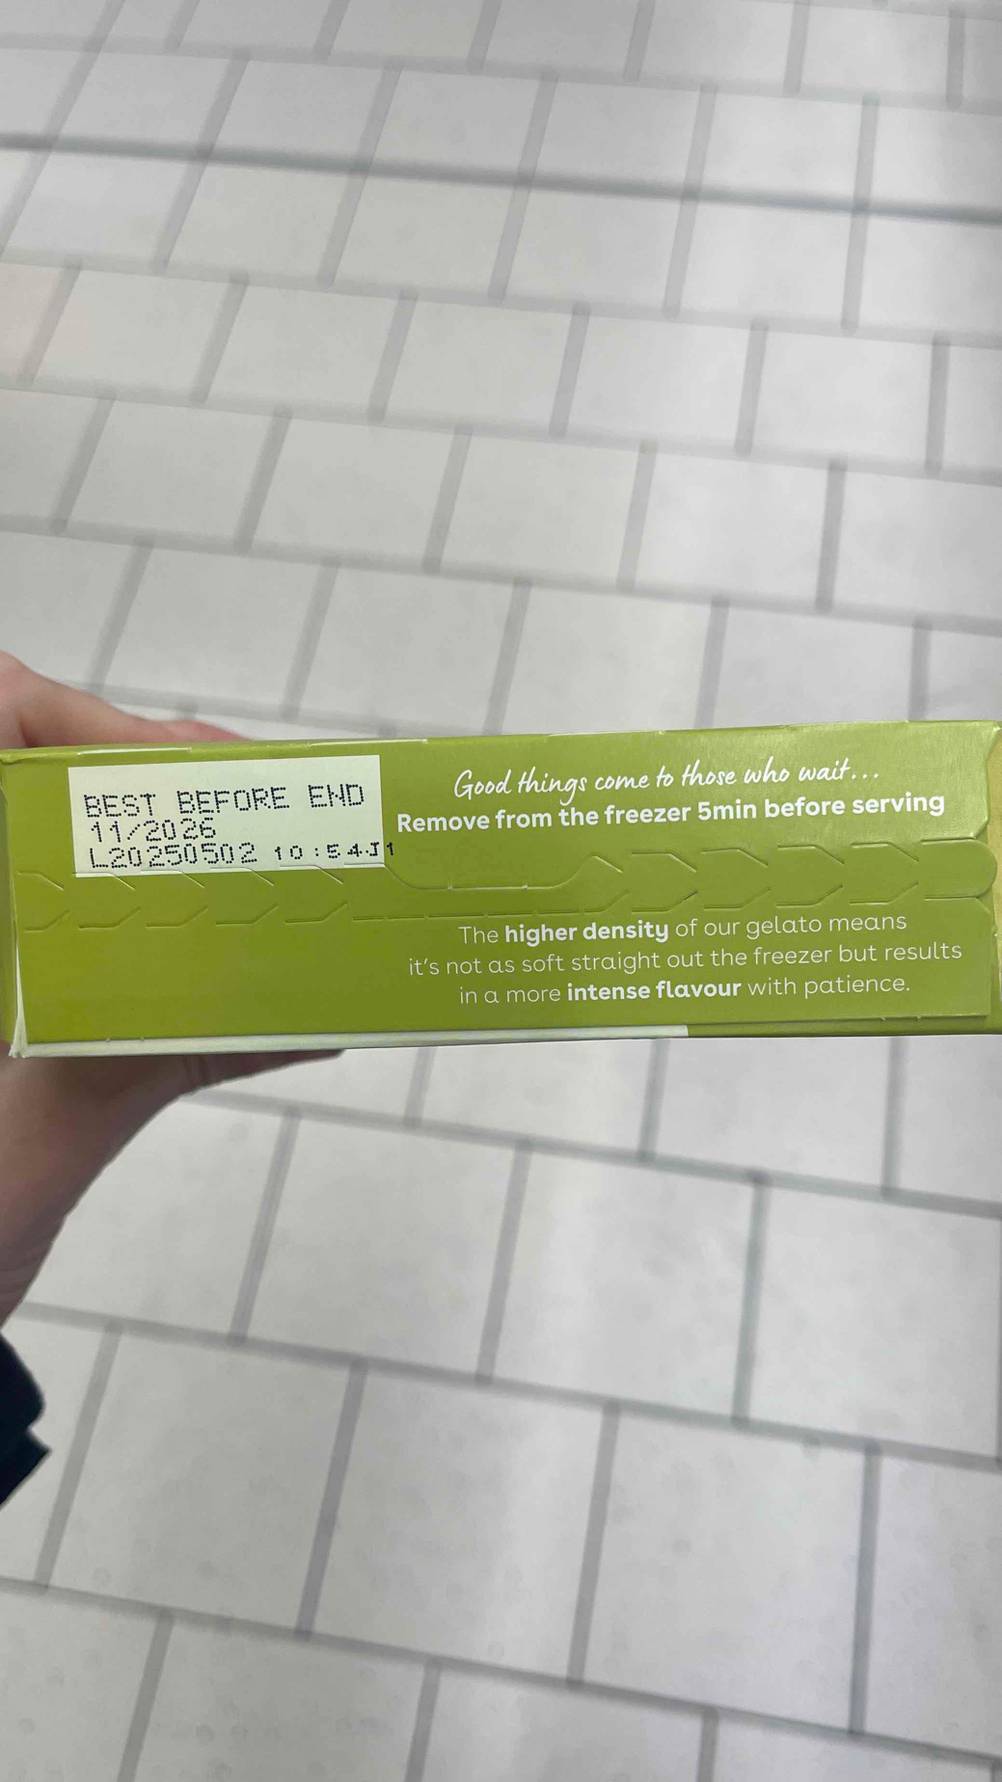 BEST BEFORE END
11/2026
L20250502 10:54J1
Good things come to those who wait...
Remove from the freezer 5min before serving
The higher density of our gelato means
it's not as soft straight out the freezer but results
in a more intense flavour with patience.